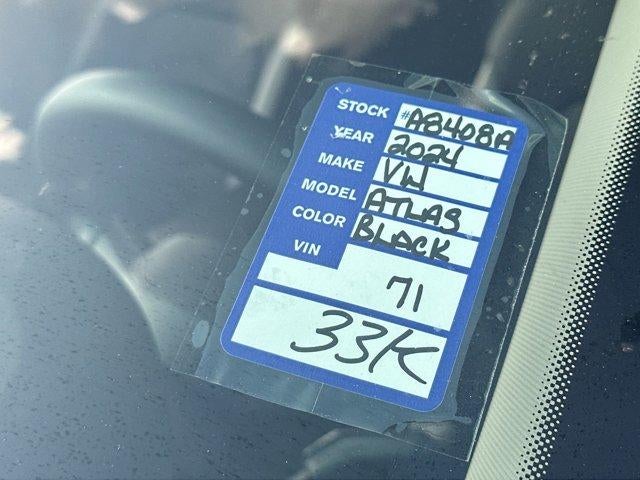 STOCK #A8408A
YEAR 2024
MAKE VW
MODEL ATLAS
COLOR BLACK
VIN
71
33K